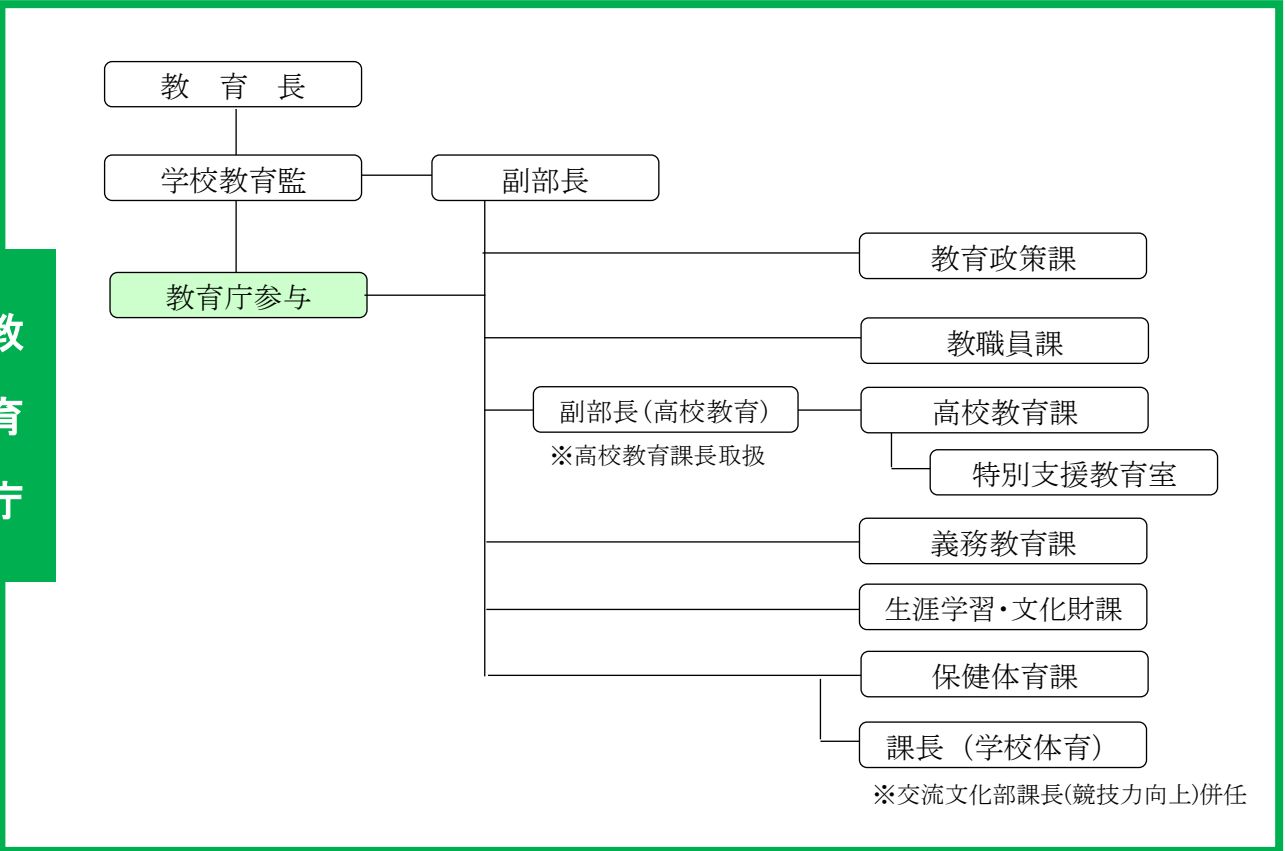 教　育　長
学校教育監
副部長
教育政策課
教育庁参与
教職員課
副部長(高校教育)
高校教育課
※高校教育課長取扱
特別支援教育室
義務教育課
生涯学習・文化財課
保健体育課
課長（学校体育）
※交流文化部課長(競技力向上)併任
教育庁